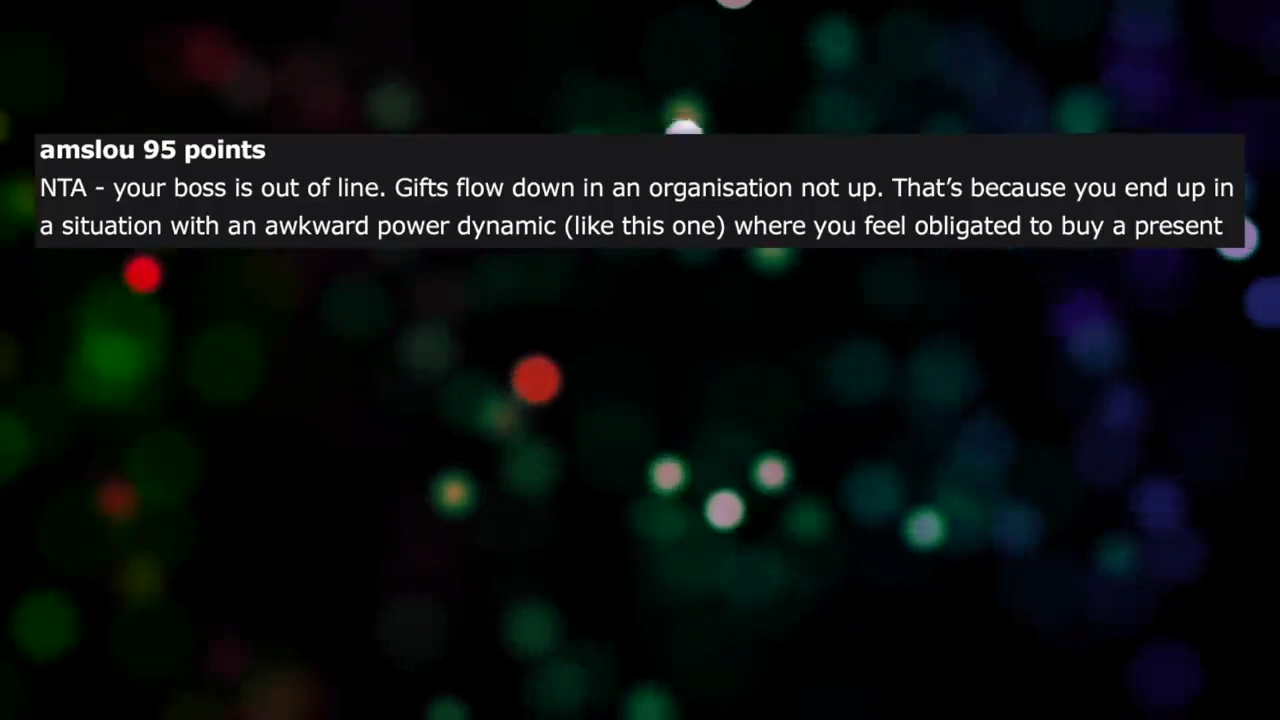 amslou 95 points
NTA - your boss is out of line. Gifts flow down in an organisation not up. That’s because you end up in
a situation with an awkward power dynamic (like this one) where you feel obligated to buy a present